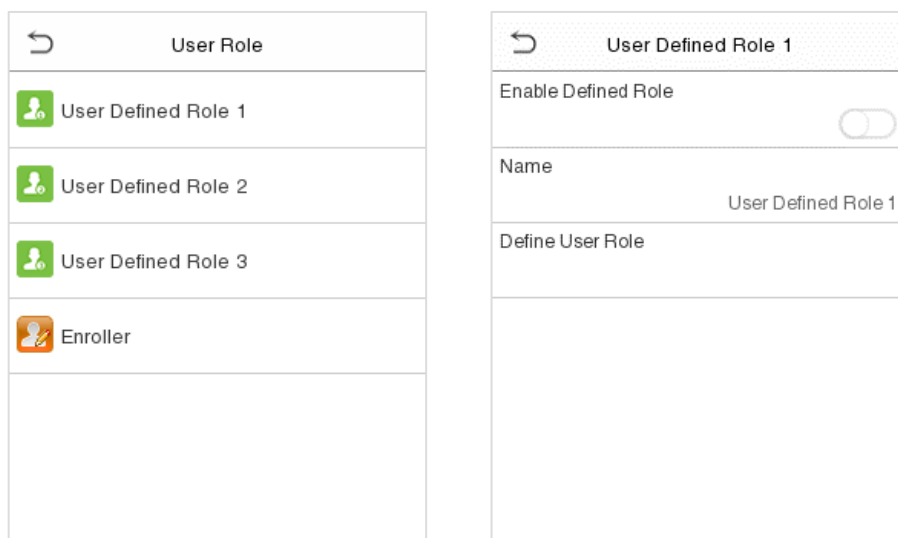 User Role
User Defined Role 1
User Defined Role 2
User Defined Role 3
Enroller
User Defined Role 1
Enable Defined Role
Name
User Defined Role 1
Define User Role